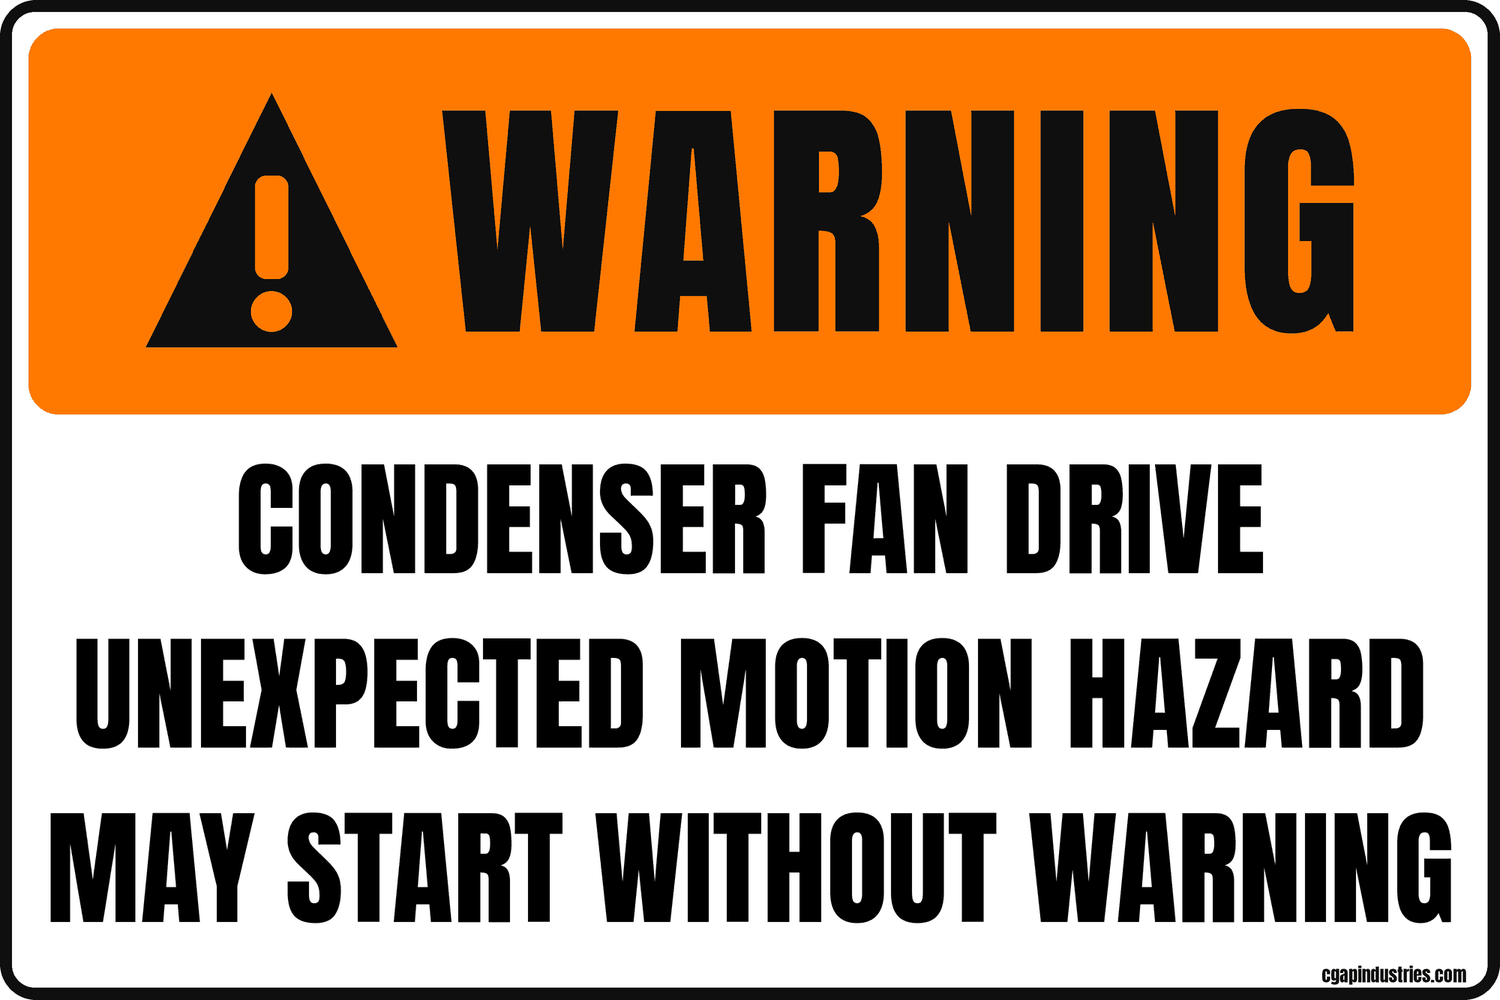 WARNING
CONDENSER FAN DRIVE
UNEXPECTED MOTION HAZARD
MAY START WITHOUT WARNING
cgapindustries.com